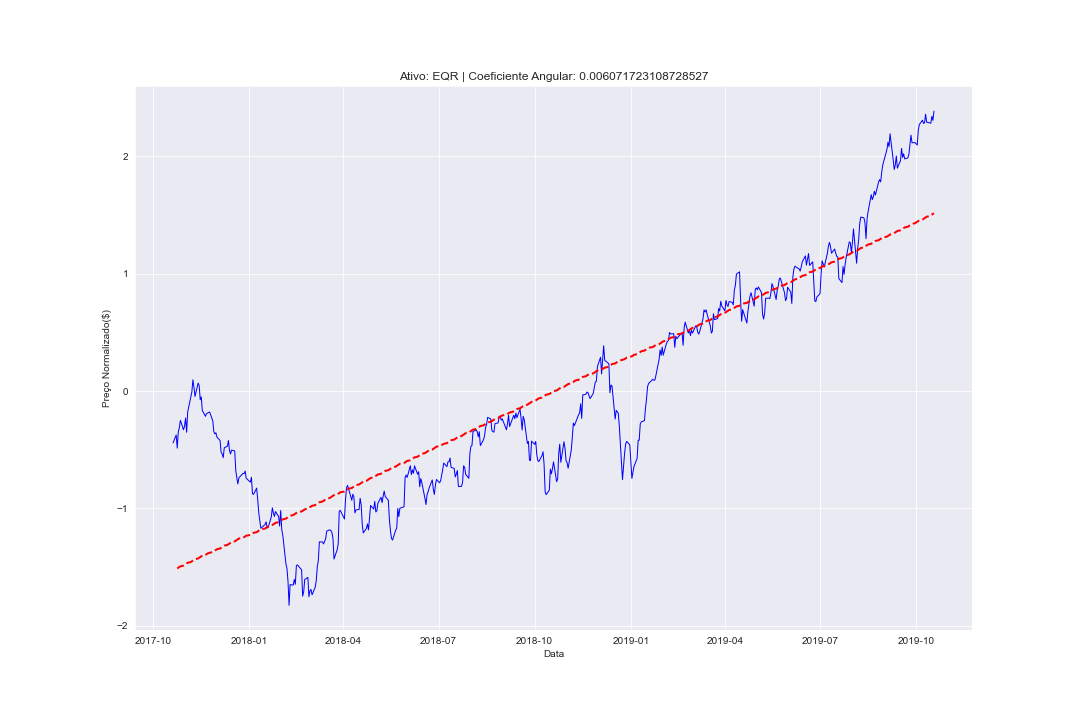 Ativo: EQR | Coeficiente Angular: 0.006071723108728527
Preço Normalizado($)
2
1
0
−1
−2
2017-10 2018-01 2018-04 2018-07 2018-10 2019-01 2019-04 2019-07 2019-10
Data